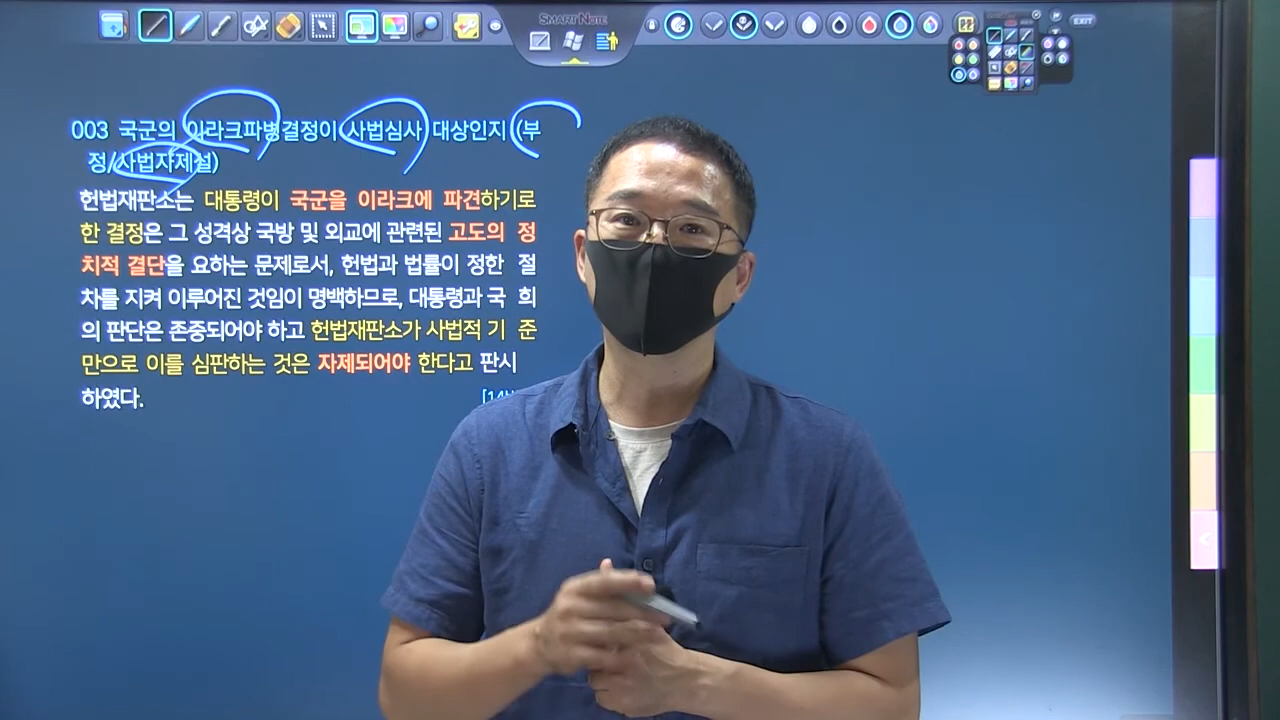 SMART NOTE
EXIT
003 국군의 이라크파병결정이 사법심사 대상인지 (부
정/사법자제설)
헌법재판소는 대통령이 국군을 이라크에 파견하기로
한 결정은 그 성격상 국방 및 외교에 관련된 고도의 정
치적 결단을 요하는 문제로서, 헌법과 법률이 정한 절
차를 지켜 이루어진 것임이 명백하므로, 대통령과 국 회
의 판단은 존중되어야 하고 헌법재판소가 사법적 기 준
만으로 이를 심판하는 것은 자제되어야 한다고 판시
하였다.